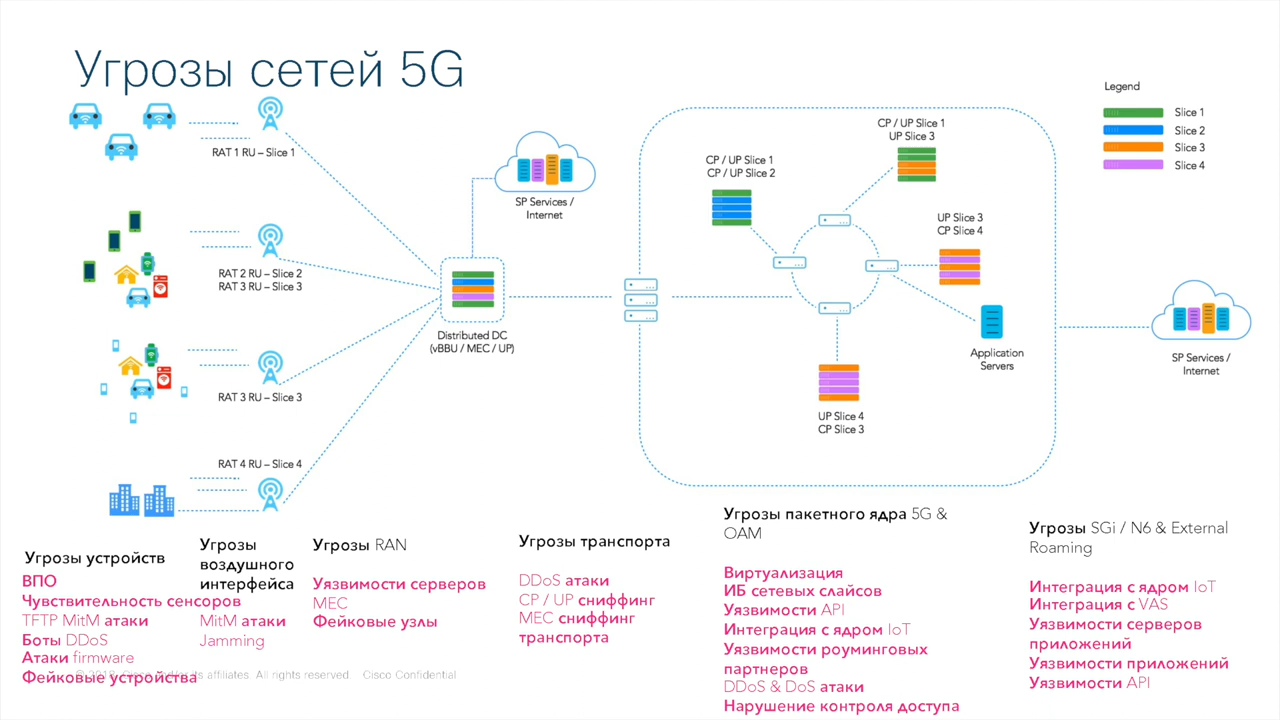 Угрозы сетей 5G
Legend
Slice 1
Slice 2
Slice 3
Slice 4
RAT 1 RU – Slice 1
RAT 2 RU – Slice 2
RAT 3 RU – Slice 3
RAT 3 RU – Slice 3
RAT 4 RU – Slice 4
SP Services /
Internet
Distributed DC
(vBBU / MEC / UP)
CP / UP Slice 1
CP / UP Slice 2
CP / UP Slice 1
UP Slice 3
UP Slice 3
CP Slice 4
Application
Servers
UP Slice 4
CP Slice 3
SP Services /
Internet
Угрозы устройств
ВПО
Чувствительность сенсоров
TFTP MitM атаки
Боты DDoS
Атаки firmware
Фейковые устройства
Угрозы
воздушного
интерфейса
MitM атаки
Jamming
Угрозы RAN
Уязвимости серверов
MEC
Фейковые узлы
Угрозы транспорта
DDoS атаки
CP / UP сниффинг
MEC сниффинг
транспорта
Угрозы пакетного ядра 5G &
OAM
Виртуализация
ИБ сетевых слайсов
Уязвимости API
Интеграция с ядром IoT
Уязвимости роуминговых
партнеров
DDoS & DoS атаки
Нарушение контроля доступа
Угрозы SGi / N6 & External
Roaming
Интеграция с ядром IoT
Интеграция с VAS
Уязвимости серверов
приложений
Уязвимости приложений
Уязвимости API
affiliates. All rights reserved. Cisco Confidential